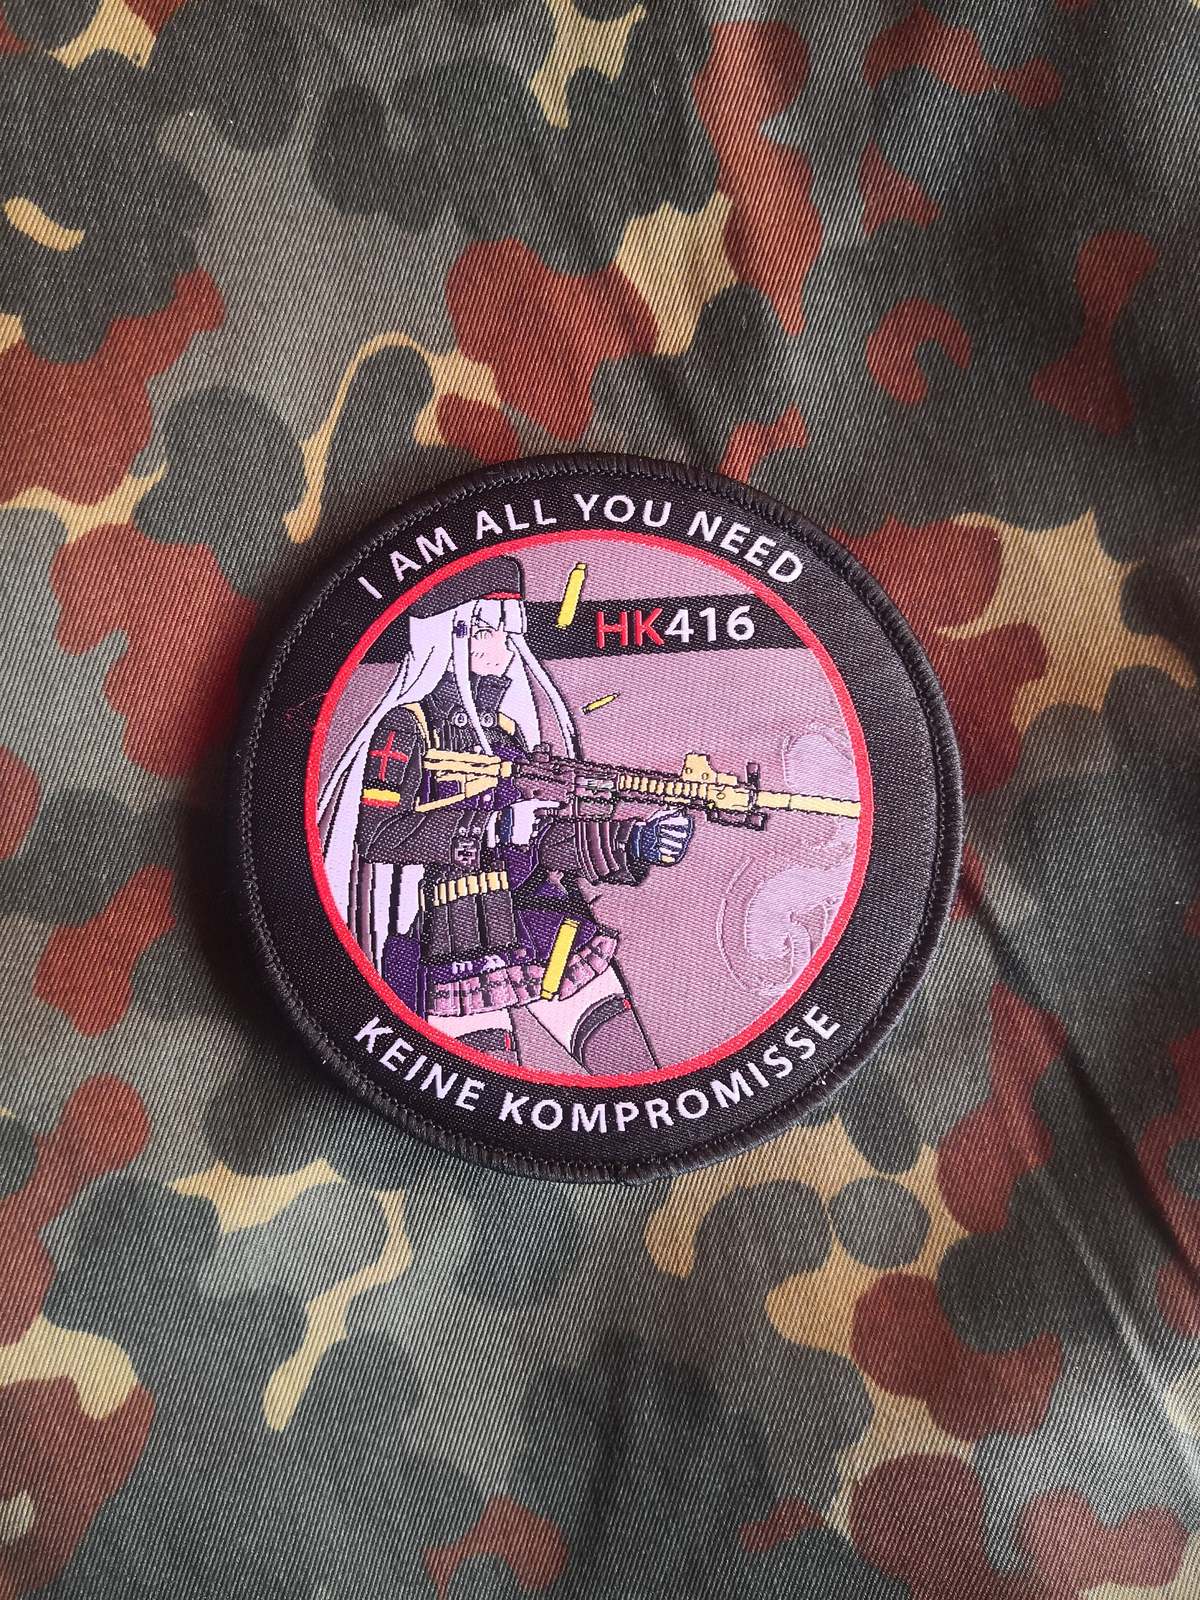 I AM ALL YOU NEED
HK416
KEINE KOMPROMISSE